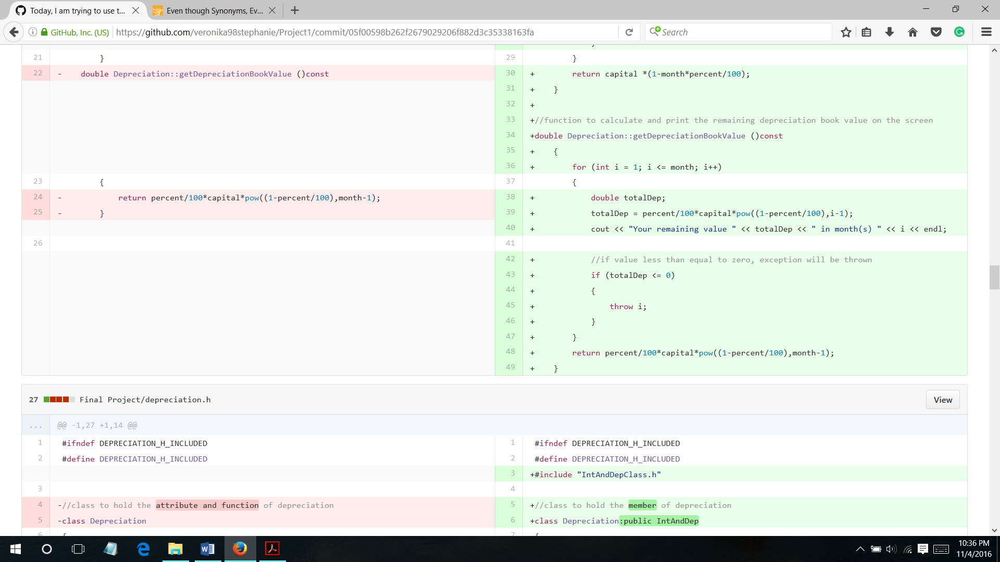 Today, I am trying to use t...
Even though Synonyms, Ev...
GitHub, Inc. (US)
https://github.com/veronika98stephanie/Project1/commit/05f00598b262f2679029206f882d3c35338163fa
Search
21 }
29 }
22 - double Depreciation::getDepreciationBookValue ()const
30 + return capital *(1-month*percent/100);
31 + }
32 +
33 +//function to calculate and print the remaining depreciation book value on the screen
34 +double Depreciation::getDepreciationBookValue ()const
35 + {
36 + for (int i = 1; i <= month; i++)
23 {
37 {
24 - return percent/100*capital*pow((1-percent/100),month-1);
38 + double totalDep;
25 - }
39 + totalDep = percent/100*capital*pow((1-percent/100),i-1);
40 + cout << "Your remaining value " << totalDep << " in month(s) " << i << endl;
26
41
42 + //if value less than equal to zero, exception will be thrown
43 + if (totalDep <= 0)
44 + {
45 + throw i;
46 + }
47 + }
48 + return percent/100*capital*pow((1-percent/100),month-1);
49 + }
27 Final Project/depreciation.h
View
... @@ -1,27 +1,14 @@
1 #ifndef DEPRECIATION_H_INCLUDED
1 #ifndef DEPRECIATION_H_INCLUDED
2 #define DEPRECIATION_H_INCLUDED
2 #define DEPRECIATION_H_INCLUDED
3 +#include "IntAndDepClass.h"
3
4
4 -//class to hold the attribute and function of depreciation
5 +//class to hold the member of depreciation
5 -class Depreciation
6 +class Depreciation:public IntAndDep
6 {
7 {
10:36 PM
11/4/2016